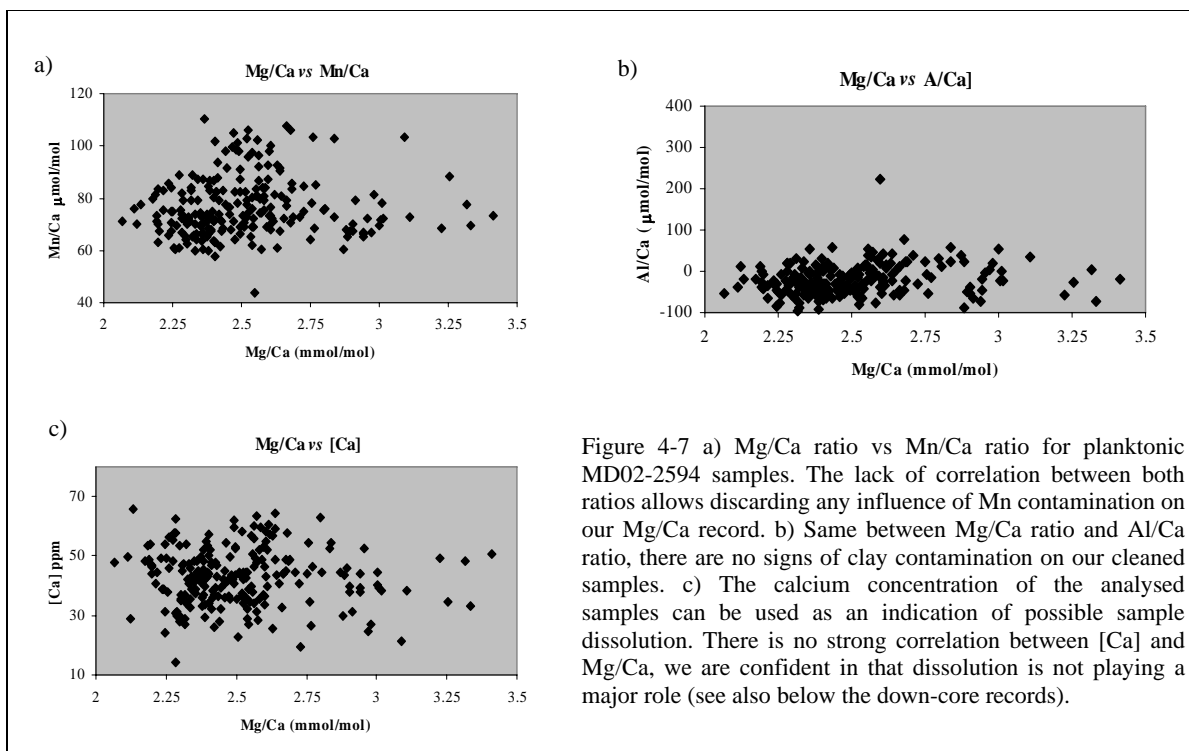 a)
Mg/Ca vs Mn/Ca
120
100
80
60
40
Mn/Ca μmol/mol
2 2.25 2.5 2.75 3 3.25 3.5
Mg/Ca (mmol/mol)
b)
Mg/Ca vs A/Ca]
400
300
200
100
0
-100
Al/Ca ( μmol/mol)
2 2.25 2.5 2.75 3 3.25 3.5
Mg/Ca (mmol/mol)
c)
Mg/Ca vs [Ca]
70
50
30
10
[Ca] ppm
2 2.25 2.5 2.75 3 3.25 3.5
Mg/Ca (mmol/mol)
Figure 4-7 a) Mg/Ca ratio vs Mn/Ca ratio for planktonic
MD02-2594 samples. The lack of correlation between both
ratios allows discarding any influence of Mn contamination on
our Mg/Ca record. b) Same between Mg/Ca ratio and Al/Ca
ratio, there are no signs of clay contamination on our cleaned
samples. c) The calcium concentration of the analysed
samples can be used as an indication of possible sample
dissolution. There is no strong correlation between [Ca] and
Mg/Ca, we are confident in that dissolution is not playing a
major role (see also below the down-core records).